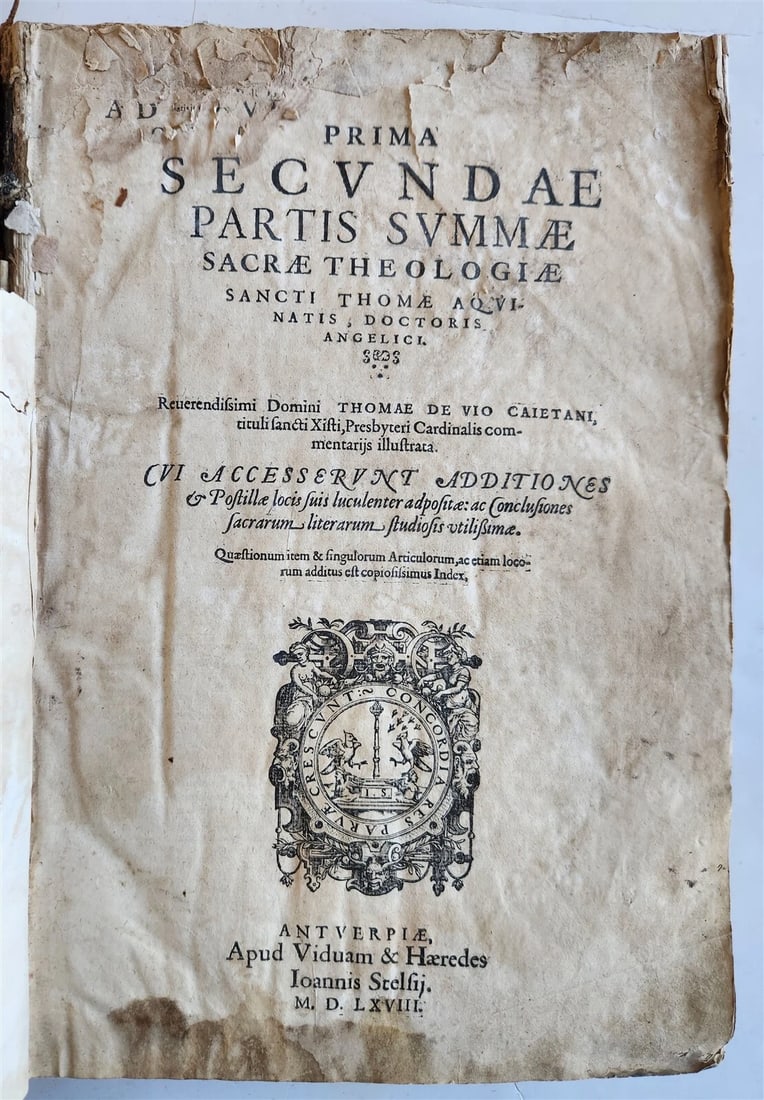 PRIMA
SECVNDAE
PARTIS SVMMÆ
SACRÆ THEOLOGIÆ
SANCTI THOMÆ AQVI-
NATIS, DOCTORIS
ANGELICI.
Reuerendiſsimi Domini THOMAE DE VIO CAIETANI,
tituli ſancti Xiſti, Presbyteri Cardinalis com-
mentarijs illuſtrata.
CVI ACCESSERVNT ADDITIONES
& Poſtillæ locis ſuis luculenter adpoſitæ: ac Concluſiones
ſacrarum literarum ſtudioſis vtilißimæ.
Quæſtionum item & ſingulorum Articulorum, ac etiam loco-
rum additus eſt copioſiſsimus Index.
CONCORDIA RES PARVÆ CRESCVNT:~
I. S.
ANTVERPIÆ,
Apud Viduam & Hæredes
Ioannis Stelſij.
M. D. LXVIII.